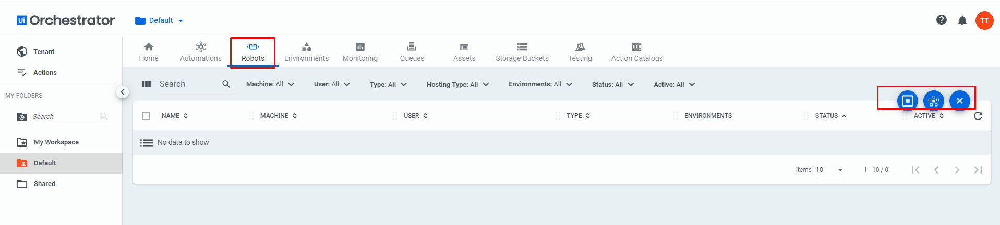 Ui Orchestrator
Default
TT
Tenant
Actions
MY FOLDERS
Search
My Workspace
Default
Shared
Home Automations Robots Environments Monitoring Queues Assets Storage Buckets Testing Action Catalogs
Search Machine: All User: All Type: All Hosting Type: All Environments: All Status: All Active: All
NAME MACHINE USER TYPE ENVIRONMENTS STATUS ACTIVE
No data to show
Items 10 1 - 10 / 0